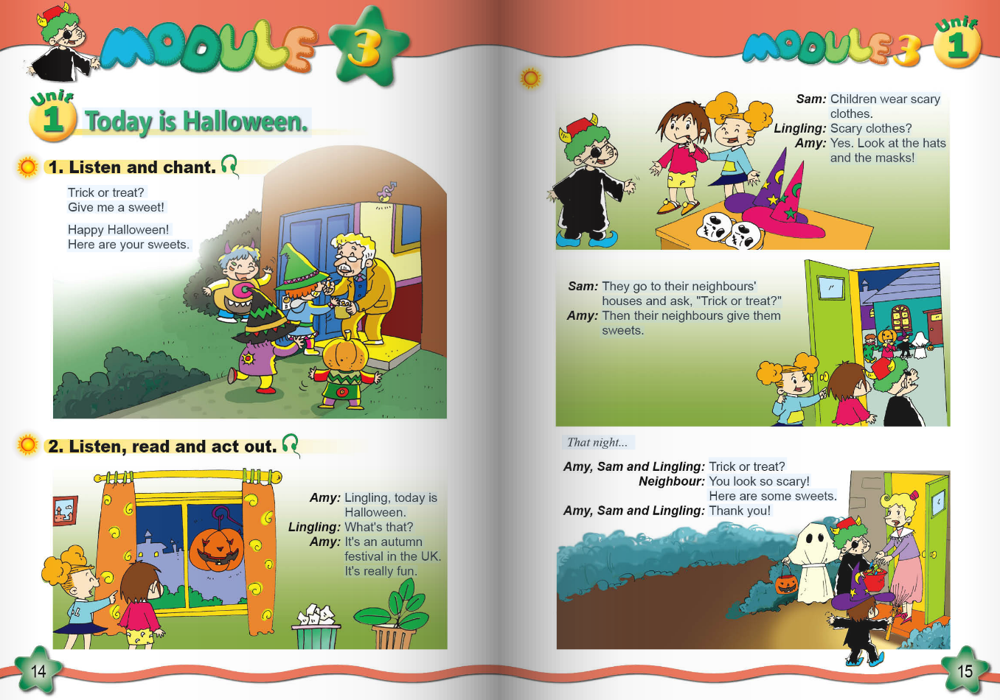 MODULE 3
Unit 1
Today is Halloween.
1. Listen and chant.
Trick or treat?
Give me a sweet!
Happy Halloween!
Here are your sweets.
2. Listen, read and act out.
Amy: Lingling, today is
Halloween.
Lingling: What's that?
Amy: It's an autumn
festival in the UK.
It's really fun.
14
MODULE 3 Unit 1
Sam: Children wear scary
clothes.
Lingling: Scary clothes?
Amy: Yes. Look at the hats
and the masks!
Sam: They go to their neighbours'
houses and ask, "Trick or treat?"
Amy: Then their neighbours give them
sweets.
That night...
Amy, Sam and Lingling: Trick or treat?
Neighbour: You look so scary!
Here are some sweets.
Amy, Sam and Lingling: Thank you!
15